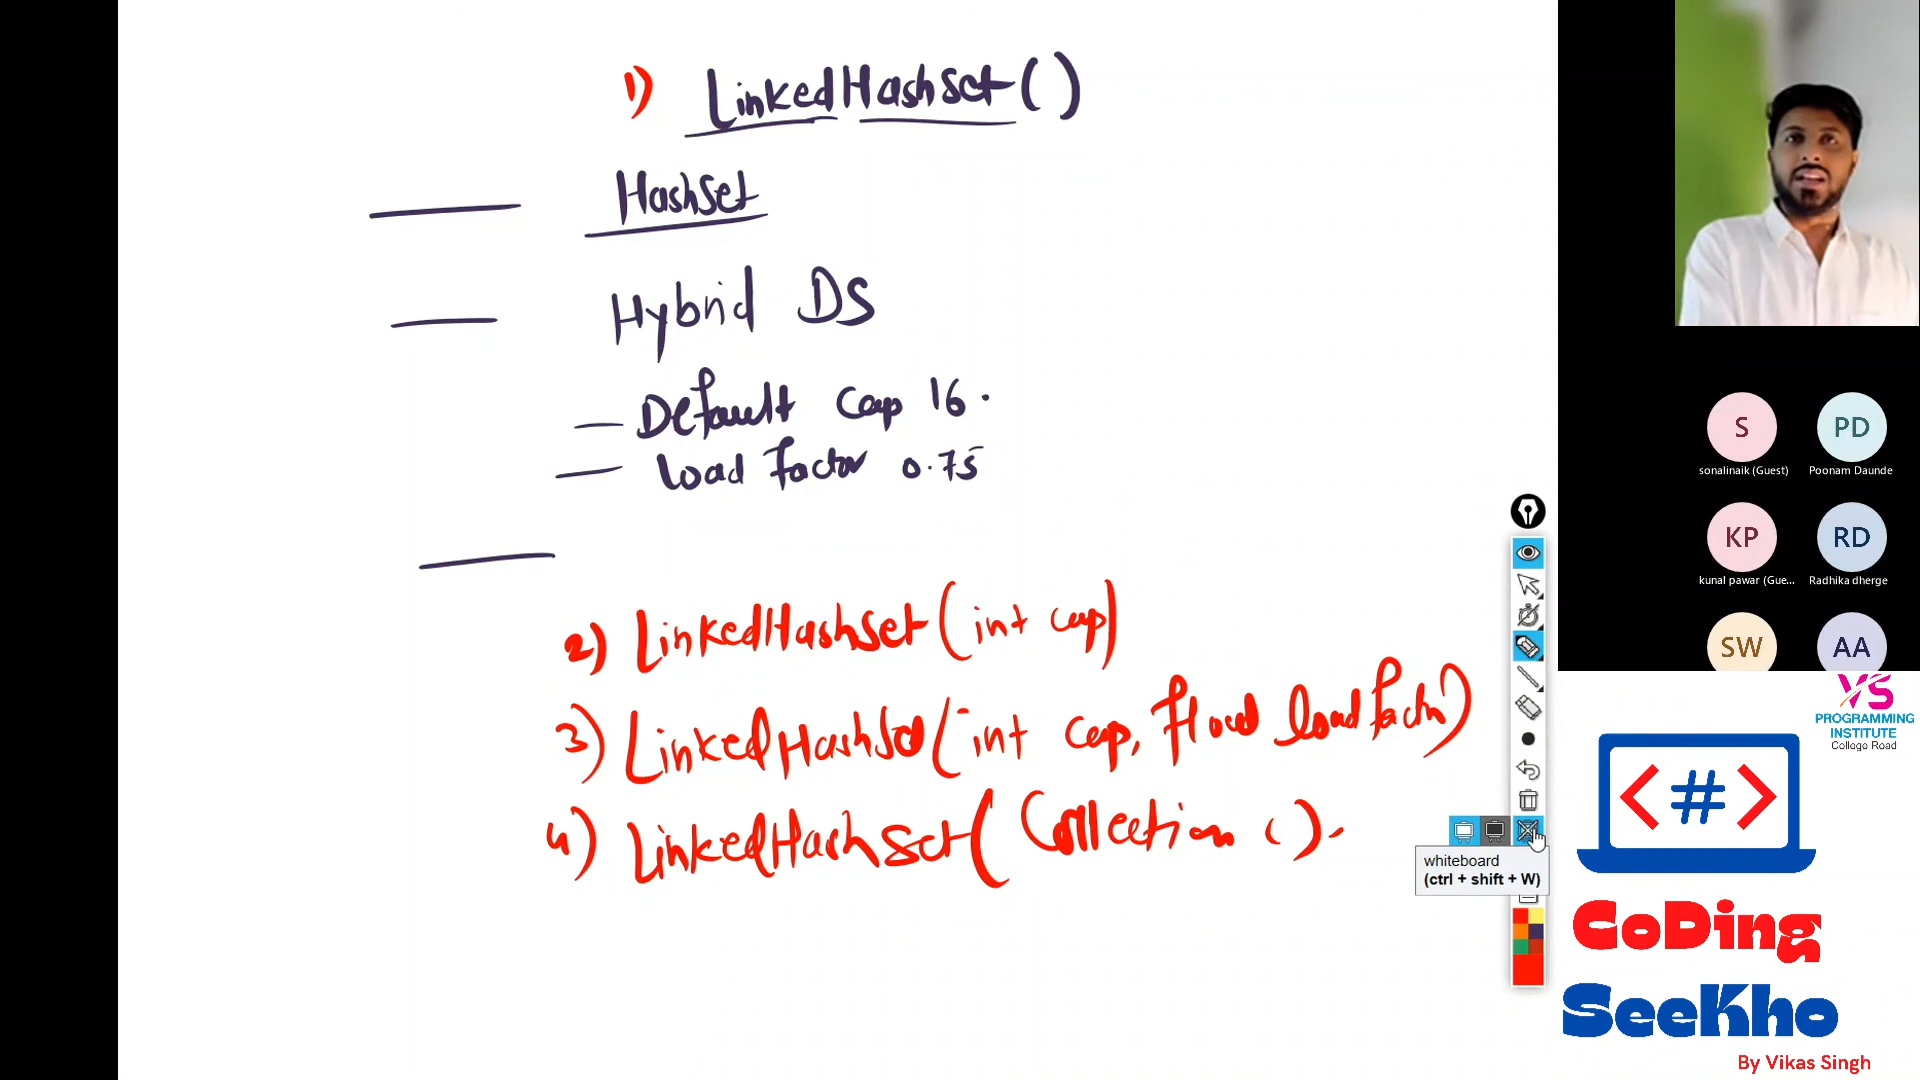 1) LinkedHashSet()
HashSet
Hybrid DS
— Default Cap 16.
— load factor 0.75
2) LinkedHashSet(int cap)
3) LinkedHashSet(int cap, float loadfactor)
4) LinkedHashSet(Collection c).
S
PD
sonalinaik (Guest)
Poonam Daunde
KP
RD
kunal pawar (Gue...
Radhika dherge
SW
AA
whiteboard
(ctrl + shift + W)
VS
PROGRAMMING
INSTITUTE
College Road
<#>
CoDing
SeeKho
By Vikas Singh